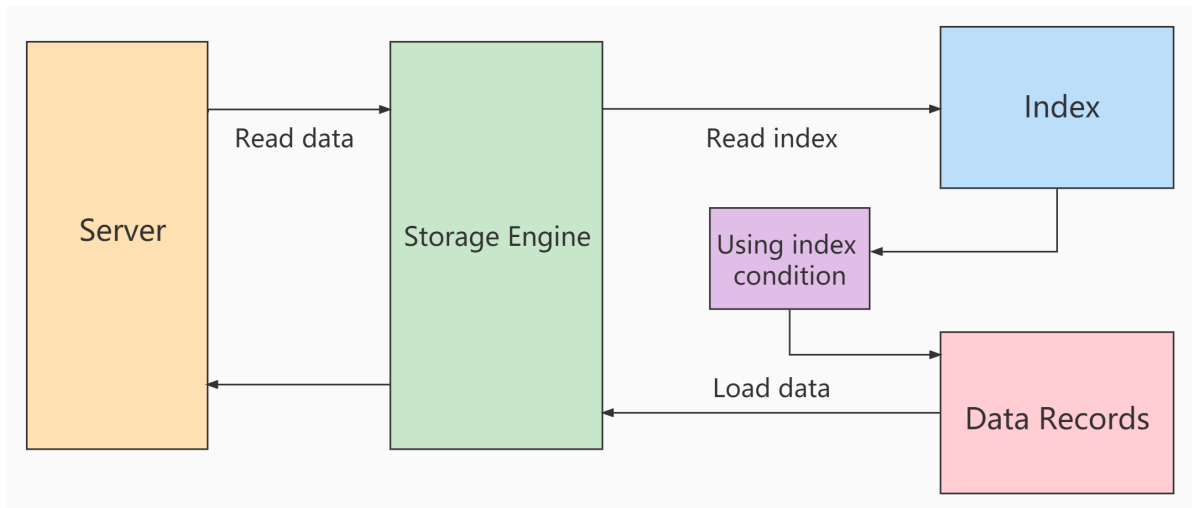 Read data
Read index
Index
Server
Storage Engine
Using index
condition
Load data
Data Records